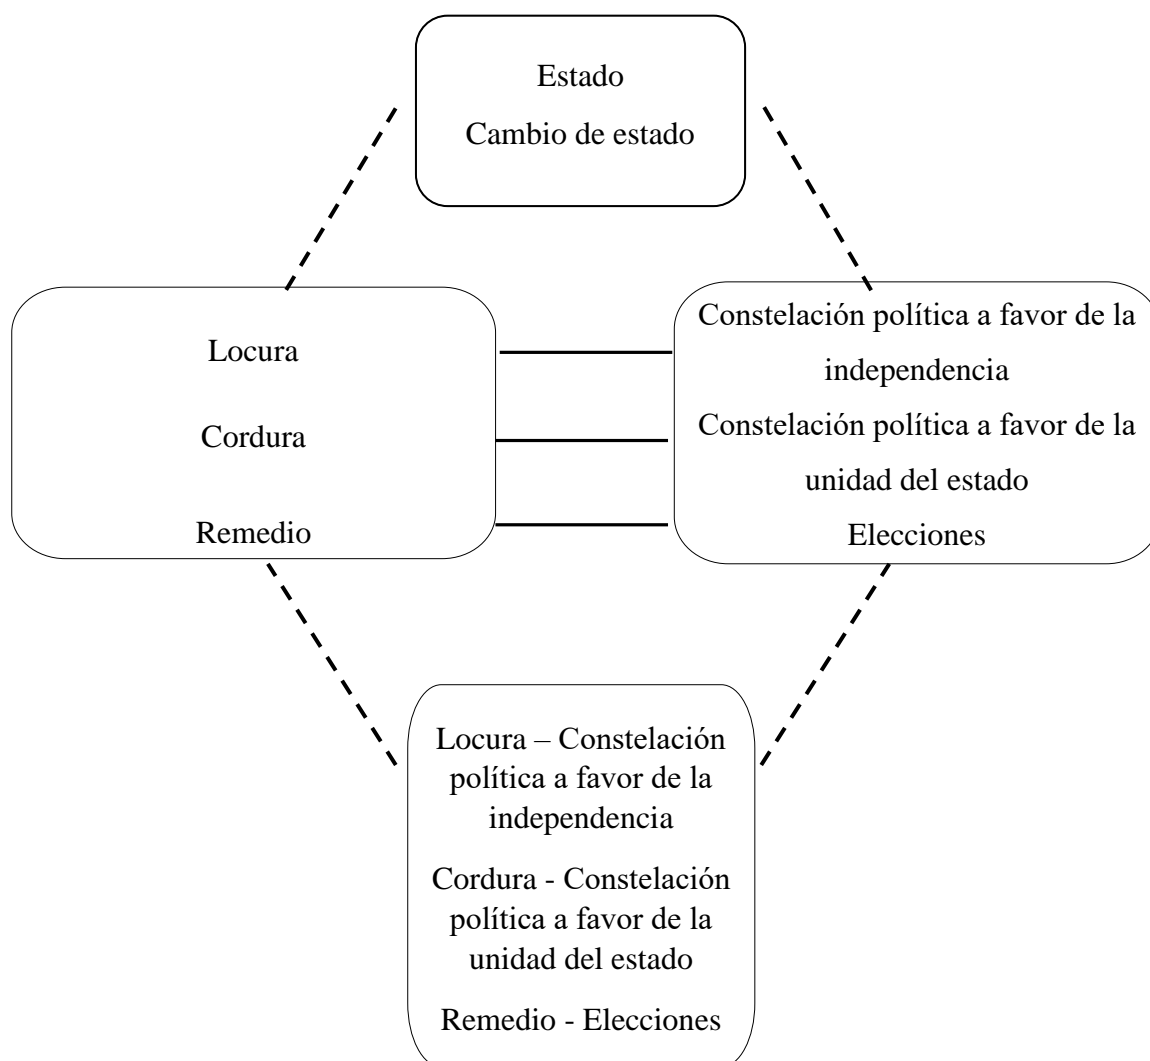 Estado
Cambio de estado
Locura
Cordura
Remedio
Constelación política a favor de la
independencia
Constelación política a favor de la
unidad del estado
Elecciones
Locura – Constelación
política a favor de la
independencia
Cordura - Constelación
política a favor de la
unidad del estado
Remedio - Elecciones